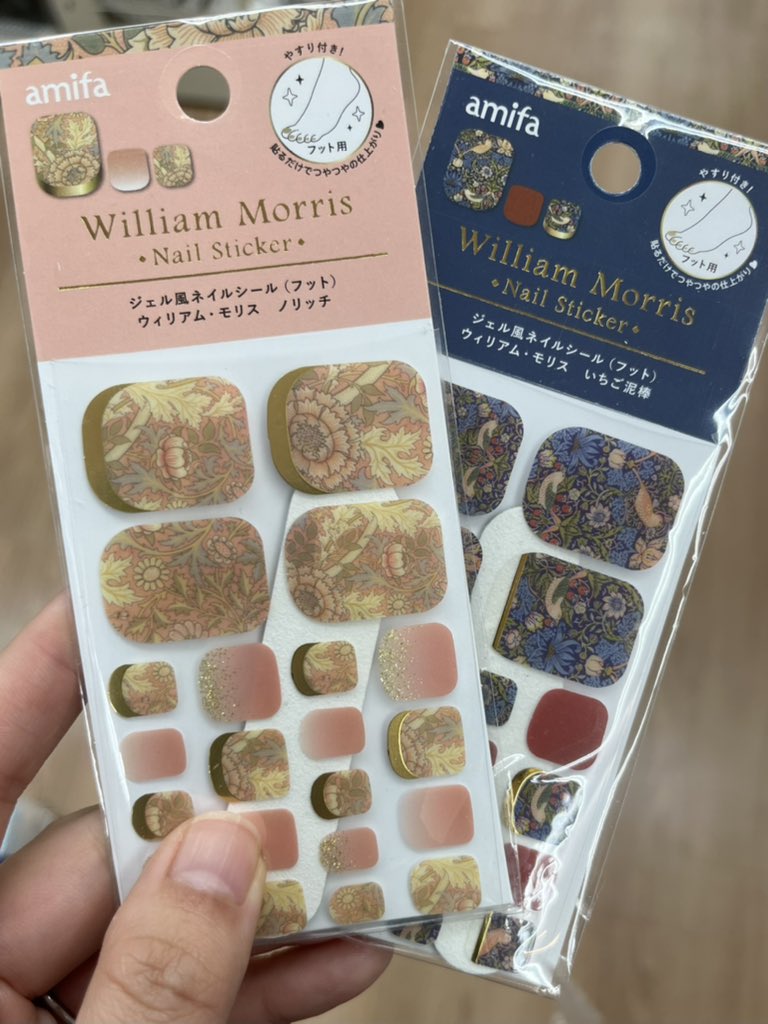 amifa
やすり付き!
フット用
貼るだけでつやつやの仕上がり♥
William Morris
Nail Sticker
ジェル風ネイルシール(フット)
ウィリアム・モリス ノリッチ
amifa
やすり付き!
フット用
貼るだけでつやつやの仕上がり♥
William Morris
Nail Sticker
ジェル風ネイルシール(フット)
ウィリアム・モリス いちご泥棒